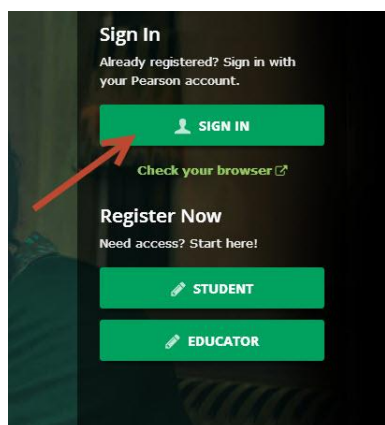 Sign In
Already registered? Sign in with
your Pearson account.
SIGN IN
Check your browser
Register Now
Need access? Start here!
STUDENT
EDUCATOR